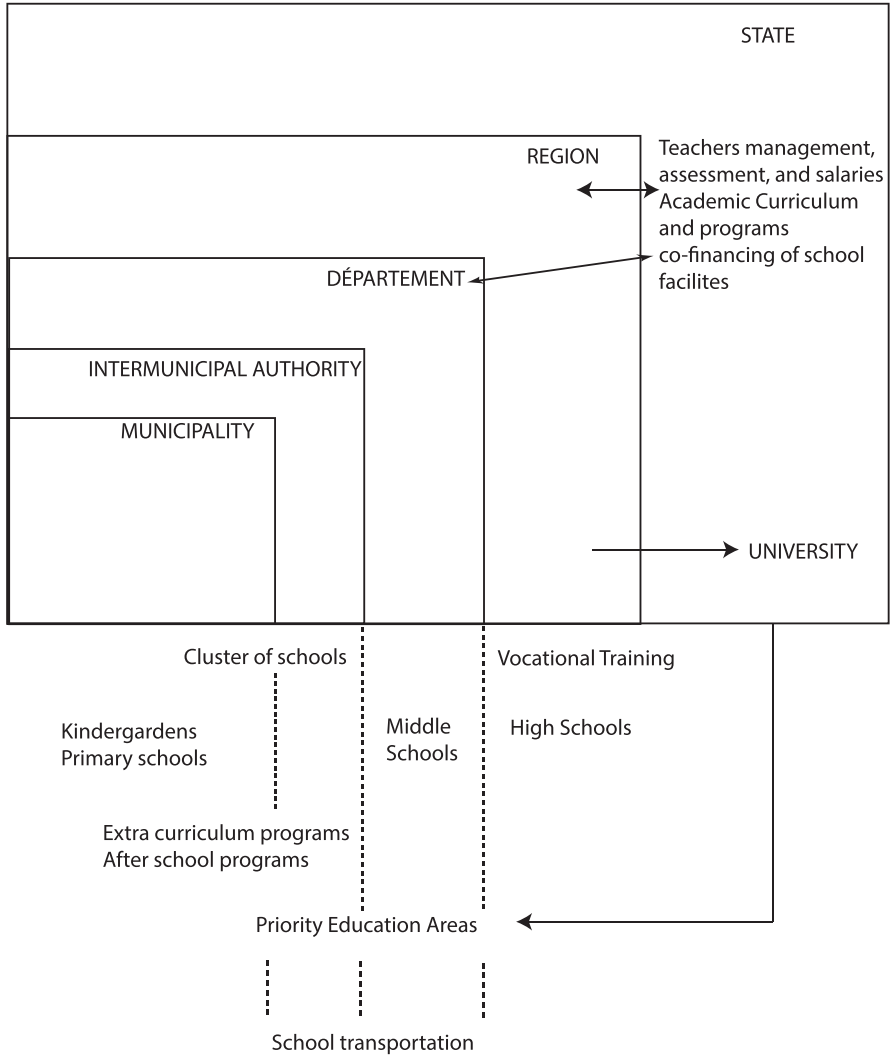 STATE
REGION
Teachers management,
assessment, and salaries
Academic Curriculum
and programs
co-financing of school
facilites
DÉPARTEMENT
INTERMUNICIPAL AUTHORITY
MUNICIPALITY
UNIVERSITY
Cluster of schools
Vocational Training
Kindergardens
Primary schools
Middle
Schools
High Schools
Extra curriculum programs
After school programs
Priority Education Areas
School transportation